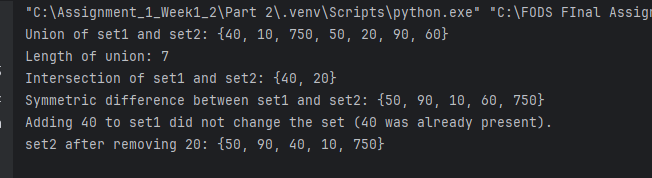 "C:\Assignment_1_Week1_2\Part 2\.venv\Scripts\python.exe" "C:\FODS FInal Assign
Union of set1 and set2: {40, 10, 750, 50, 20, 90, 60}
Length of union: 7
Intersection of set1 and set2: {40, 20}
Symmetric difference between set1 and set2: {50, 90, 10, 60, 750}
Adding 40 to set1 did not change the set (40 was already present).
set2 after removing 20: {50, 90, 40, 10, 750}